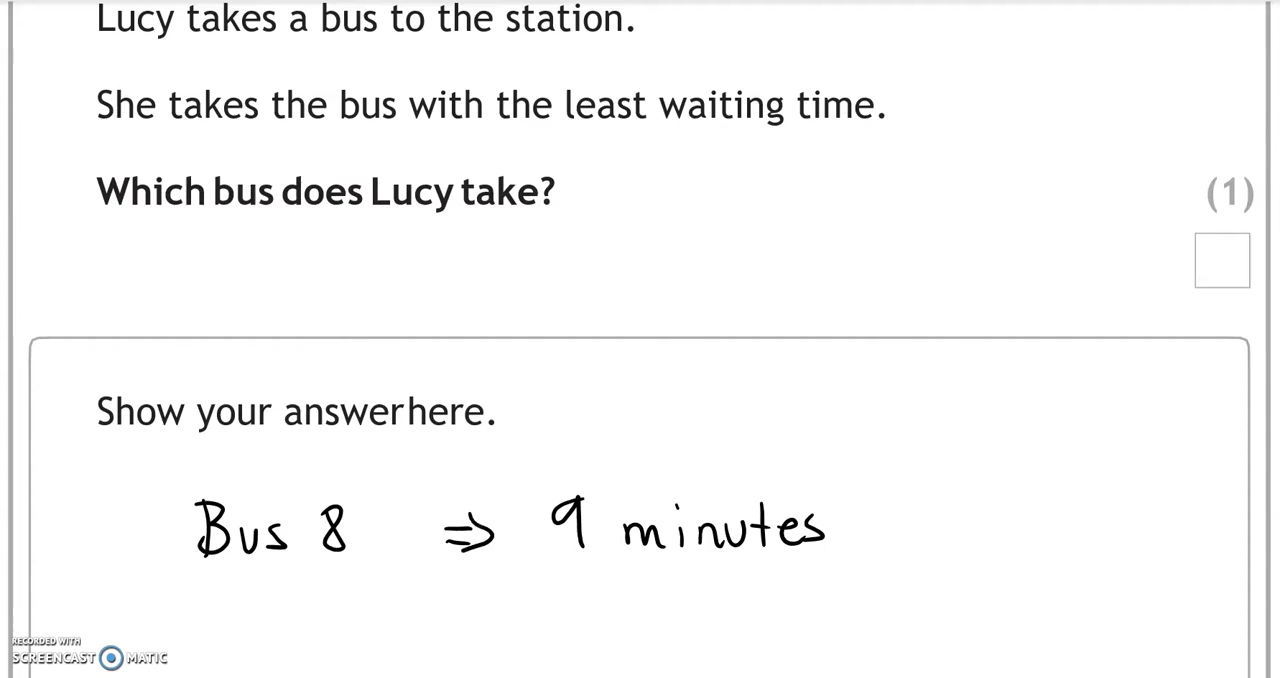 Lucy takes a bus to the station.
She takes the bus with the least waiting time.
Which bus does Lucy take?
(1)
Show your answerhere.
Bus 8 ⇒ 9 minutes
RECORDED WITH
SCREENCAST MATIC